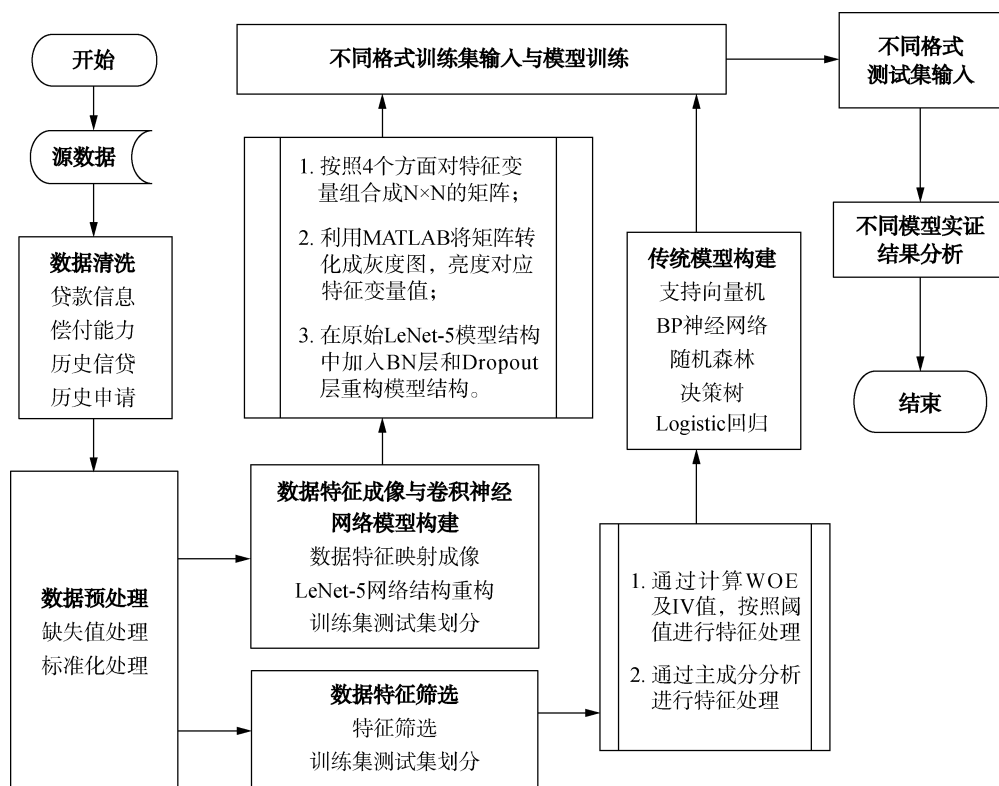 开始
源数据
数据清洗
贷款信息
偿付能力
历史信贷
历史申请
数据预处理
缺失值处理
标准化处理
不同格式训练集输入与模型训练
1. 按照4个方面对特征变
量组合成N×N的矩阵；
2. 利用MATLAB将矩阵转
化成灰度图，亮度对应
特征变量值；
3. 在原始LeNet-5模型结构
中加入BN层和Dropout
层重构模型结构。
数据特征成像与卷积神经
网络模型构建
数据特征映射成像
LeNet-5网络结构重构
训练集测试集划分
数据特征筛选
特征筛选
训练集测试集划分
传统模型构建
支持向量机
BP神经网络
随机森林
决策树
Logistic回归
1. 通过计算WOE
及IV值，按照阈
值进行特征处理
2. 通过主成分分析
进行特征处理
不同格式
测试集输入
不同模型实证
结果分析
结束